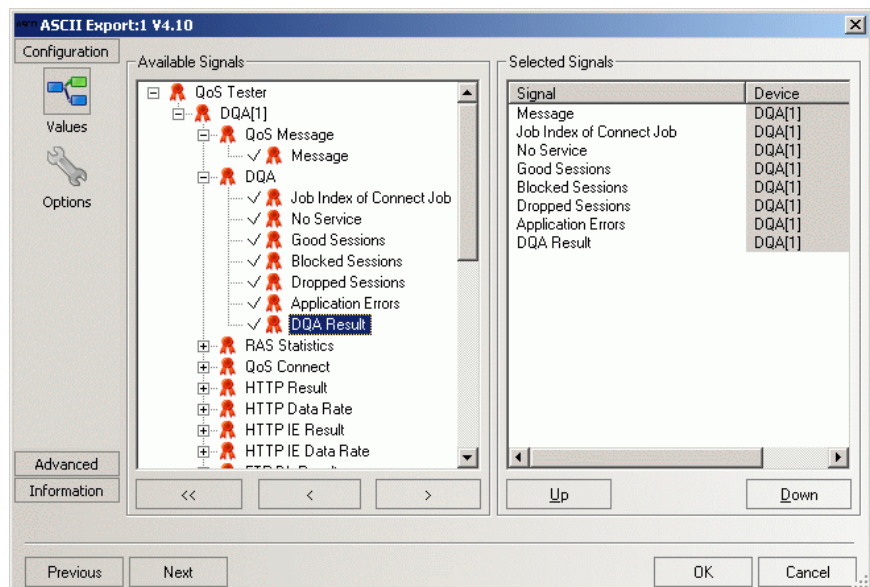 ASCII Export:1 V4.10
Configuration
Values
Options
Advanced
Information
Available Signals
QoS Tester
DQA[1]
QoS Message
Message
DQA
Job Index of Connect Job
No Service
Good Sessions
Blocked Sessions
Dropped Sessions
Application Errors
DQA Result
RAS Statistics
QoS Connect
HTTP Result
HTTP Data Rate
HTTP IE Result
HTTP IE Data Rate
<< < >
Selected Signals
Signal Device
Message DQA[1]
Job Index of Connect Job DQA[1]
No Service DQA[1]
Good Sessions DQA[1]
Blocked Sessions DQA[1]
Dropped Sessions DQA[1]
Application Errors DQA[1]
DQA Result DQA[1]
Up Down
Previous Next OK Cancel